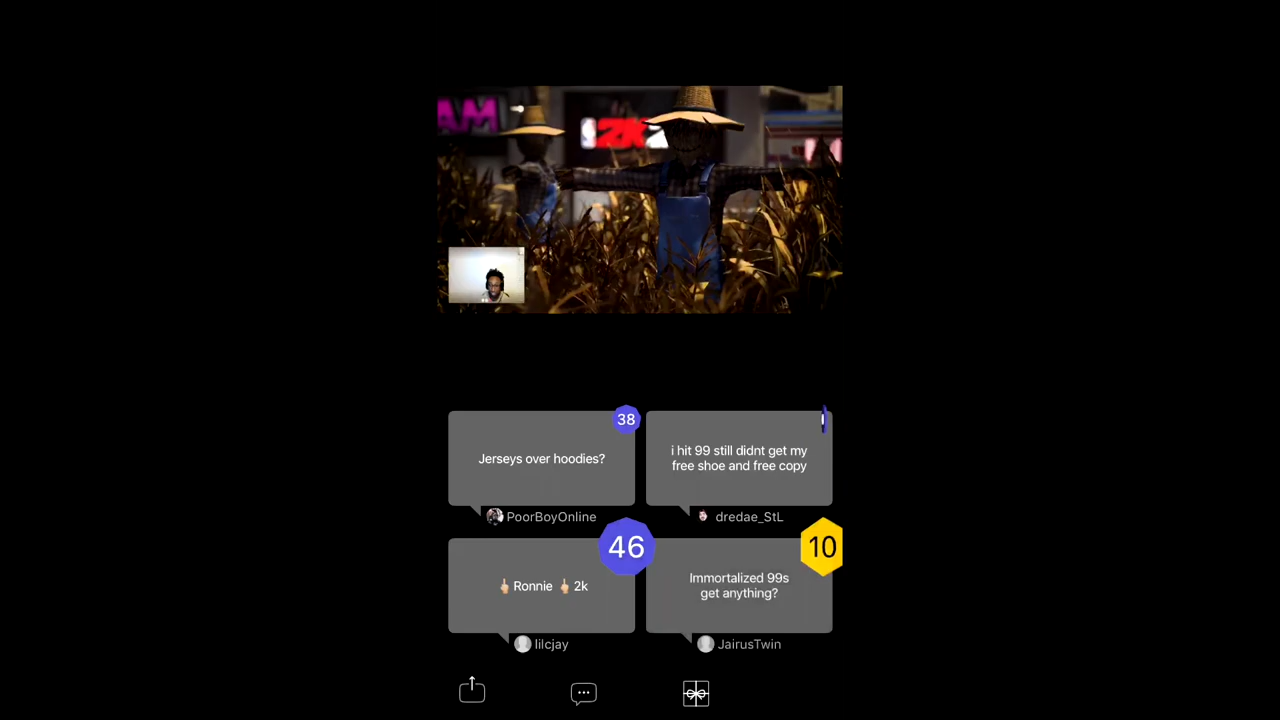 AM
2K
38
Jerseys over hoodies?
i hit 99 still didnt get my
free shoe and free copy
PoorBoyOnline
dredae_StL
46
10
🖕🏼Ronnie 🖕🏼2k
Immortalized 99s
get anything?
lilcjay
JairusTwin